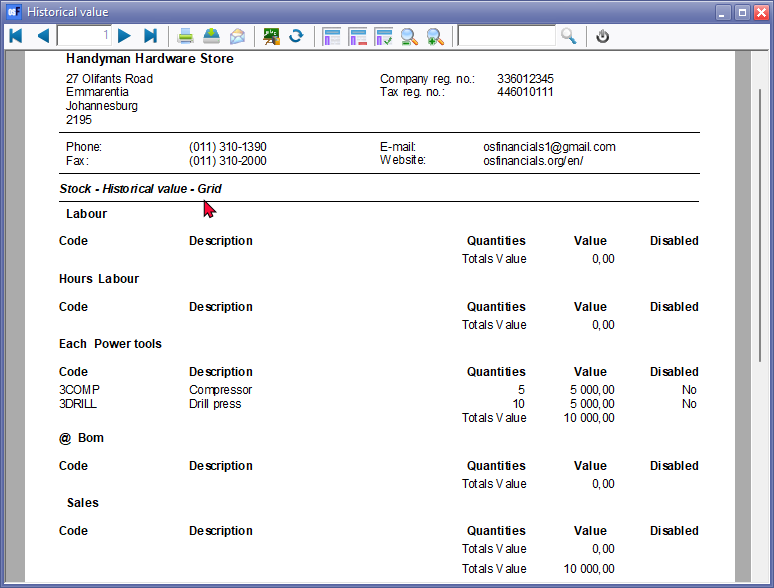 Historical value
1
Handyman Hardware Store
27 Olifants Road
Emmarentia
Johannesburg
2195
Company reg. no.: 336012345
Tax reg. no.: 446010111
Phone: (011) 310-1390 E-mail: osfinancials1@gmail.com
Fax: (011) 310-2000 Website: osfinancials.org/en/
Stock - Historical value - Grid
Labour
Code Description Quantities Value Disabled
Totals Value 0,00
Hours Labour
Code Description Quantities Value Disabled
Totals Value 0,00
Each Power tools
Code Description Quantities Value Disabled
3COMP Compressor 5 5 000,00 No
3DRILL Drill press 10 5 000,00 No
Totals Value 10 000,00
@ Bom
Code Description Quantities Value Disabled
Totals Value 0,00
Sales
Code Description Quantities Value Disabled
Totals Value 0,00
Totals Value 10 000,00